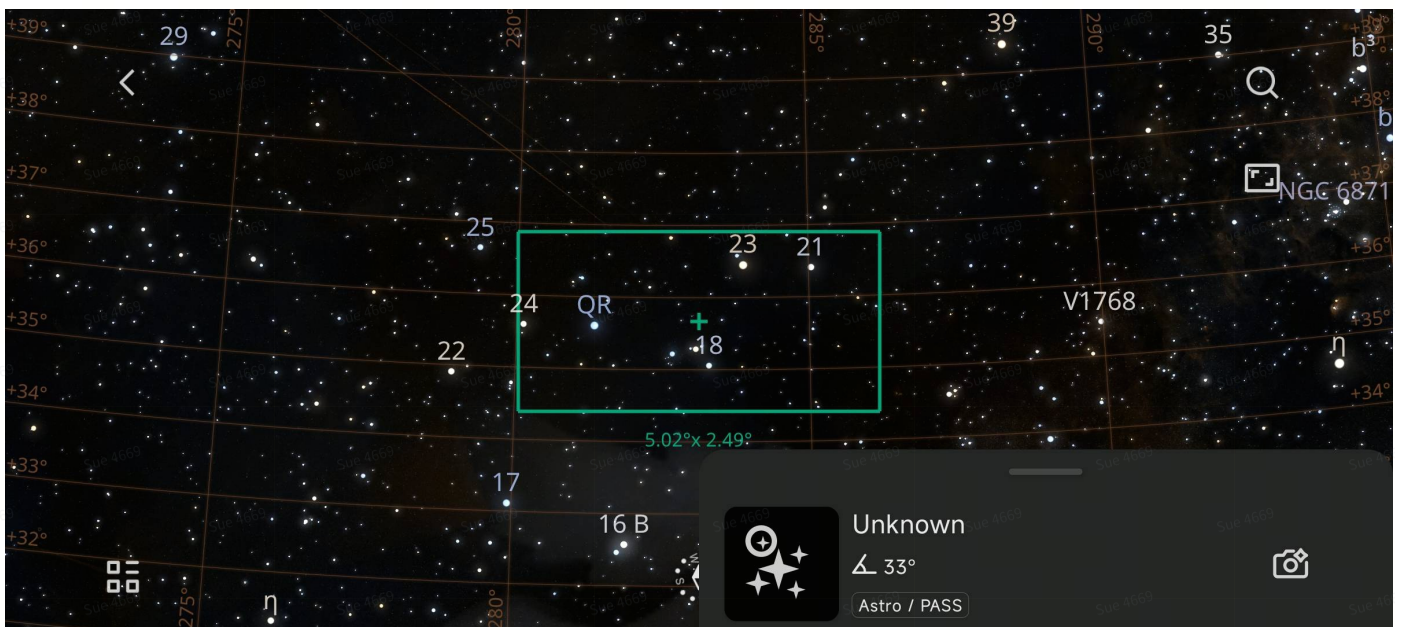 +39°
29
275°
280°
285°
39
290°
35
b³
+38°
+38°
b
+37°
+37°
NGC 6871
25
+36°
23
21
+36°
24
QR
V1768
+35°
+35°
18
η
22
+34°
+34°
5.02°x 2.49°
+33°
17
16 B
Unknown
33°
+32°
W
S
Astro / PASS
η
275°
280°
Sue 4669